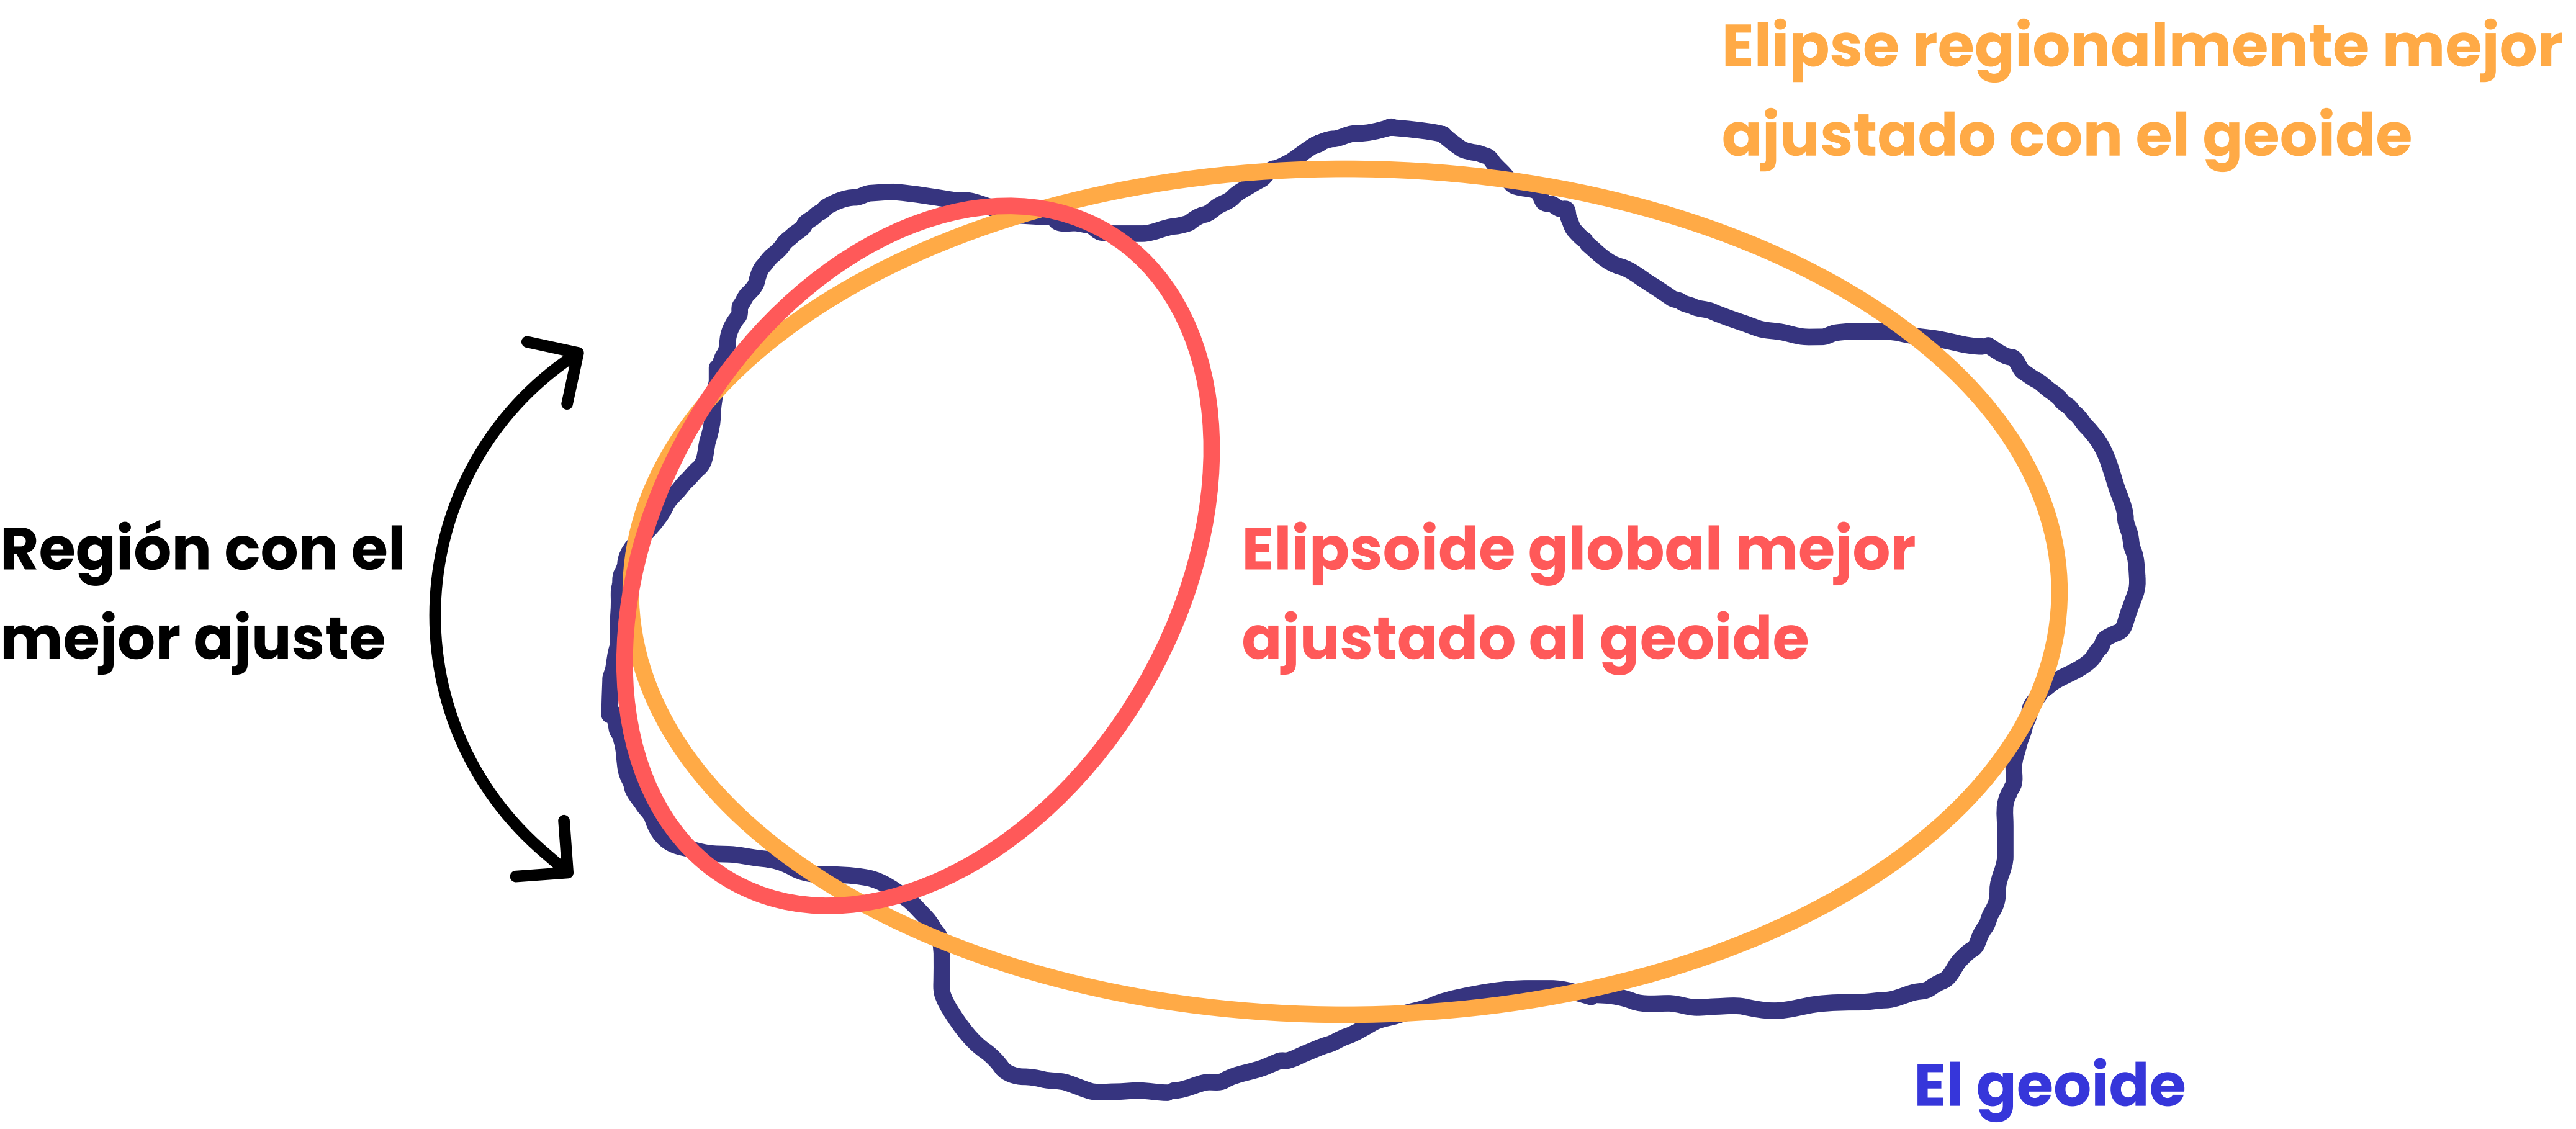 Elipse regionalmente mejor
ajustado con el geoide
Región con el
mejor ajuste
Elipsoide global mejor
ajustado al geoide
El geoide